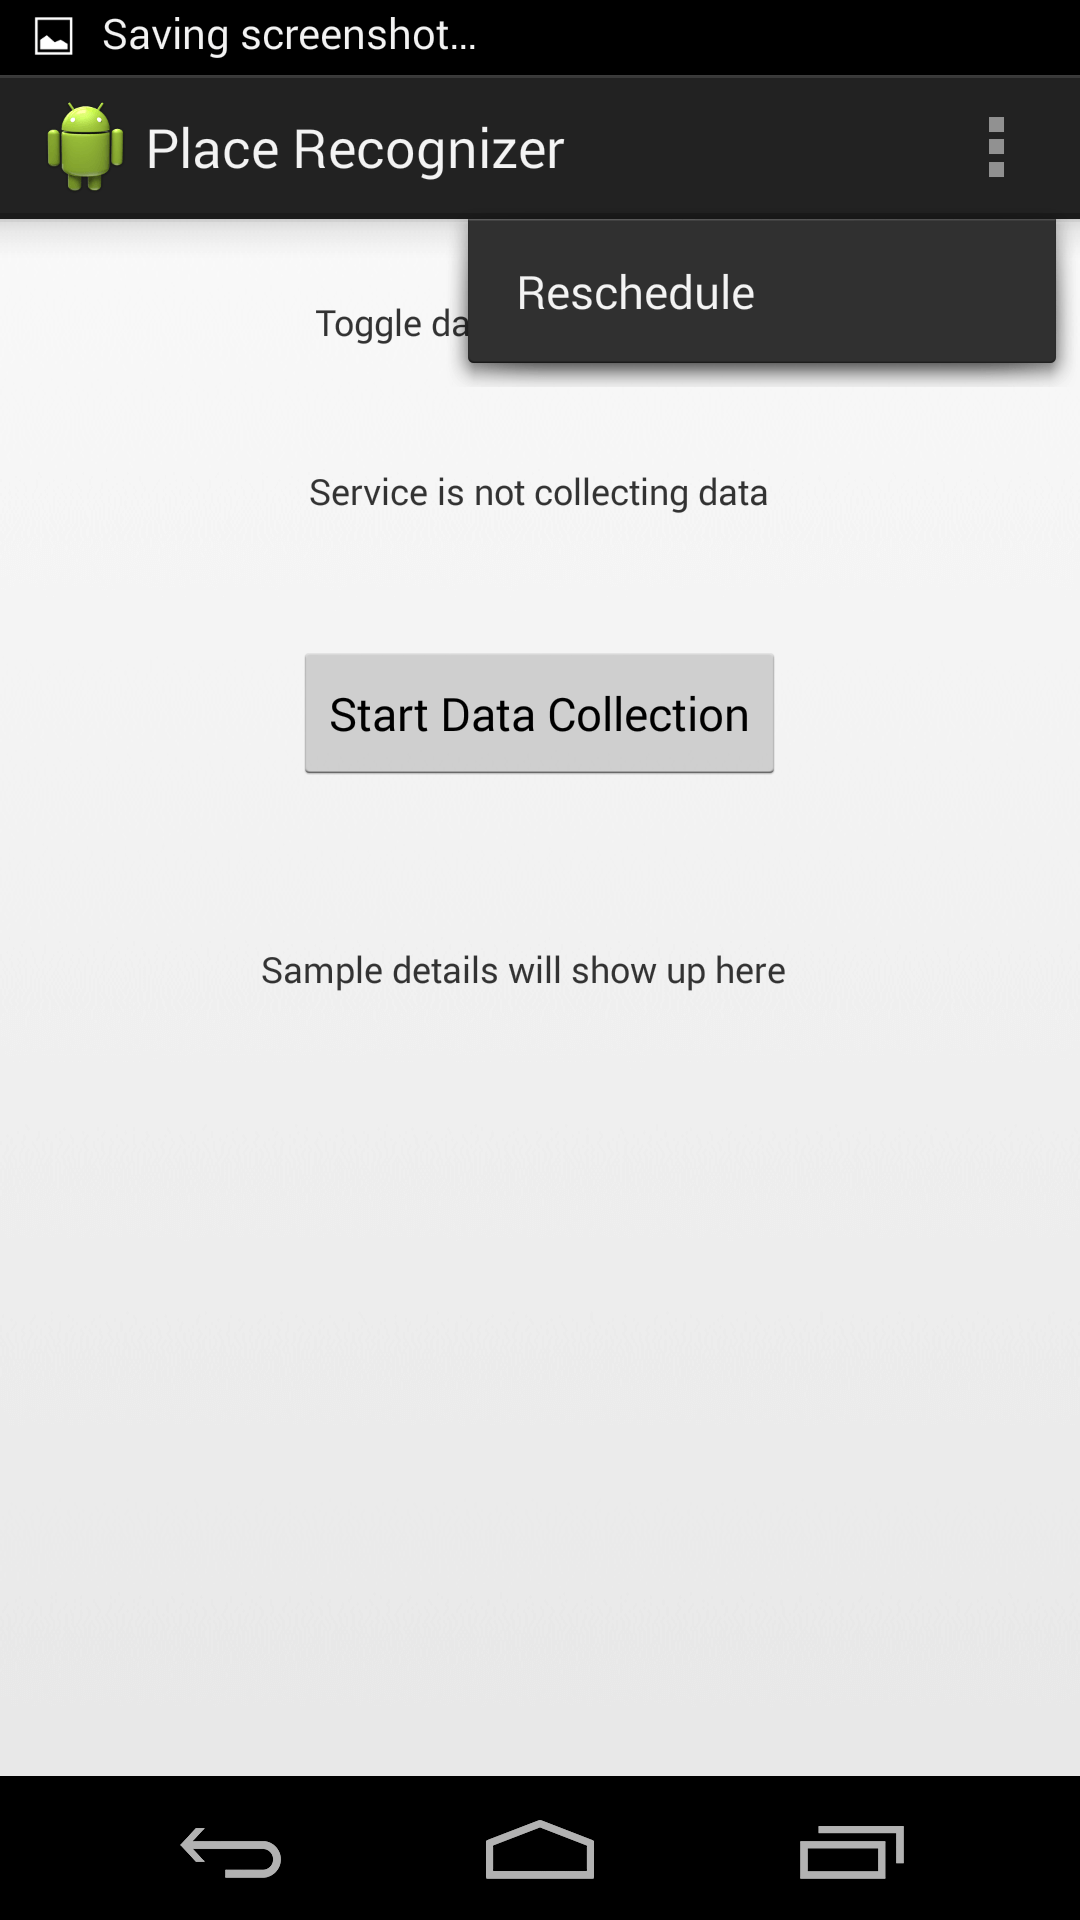 Saving screenshot...
Place Recognizer
Reschedule
Toggle da
Service is not collecting data
Start Data Collection
Sample details will show up here